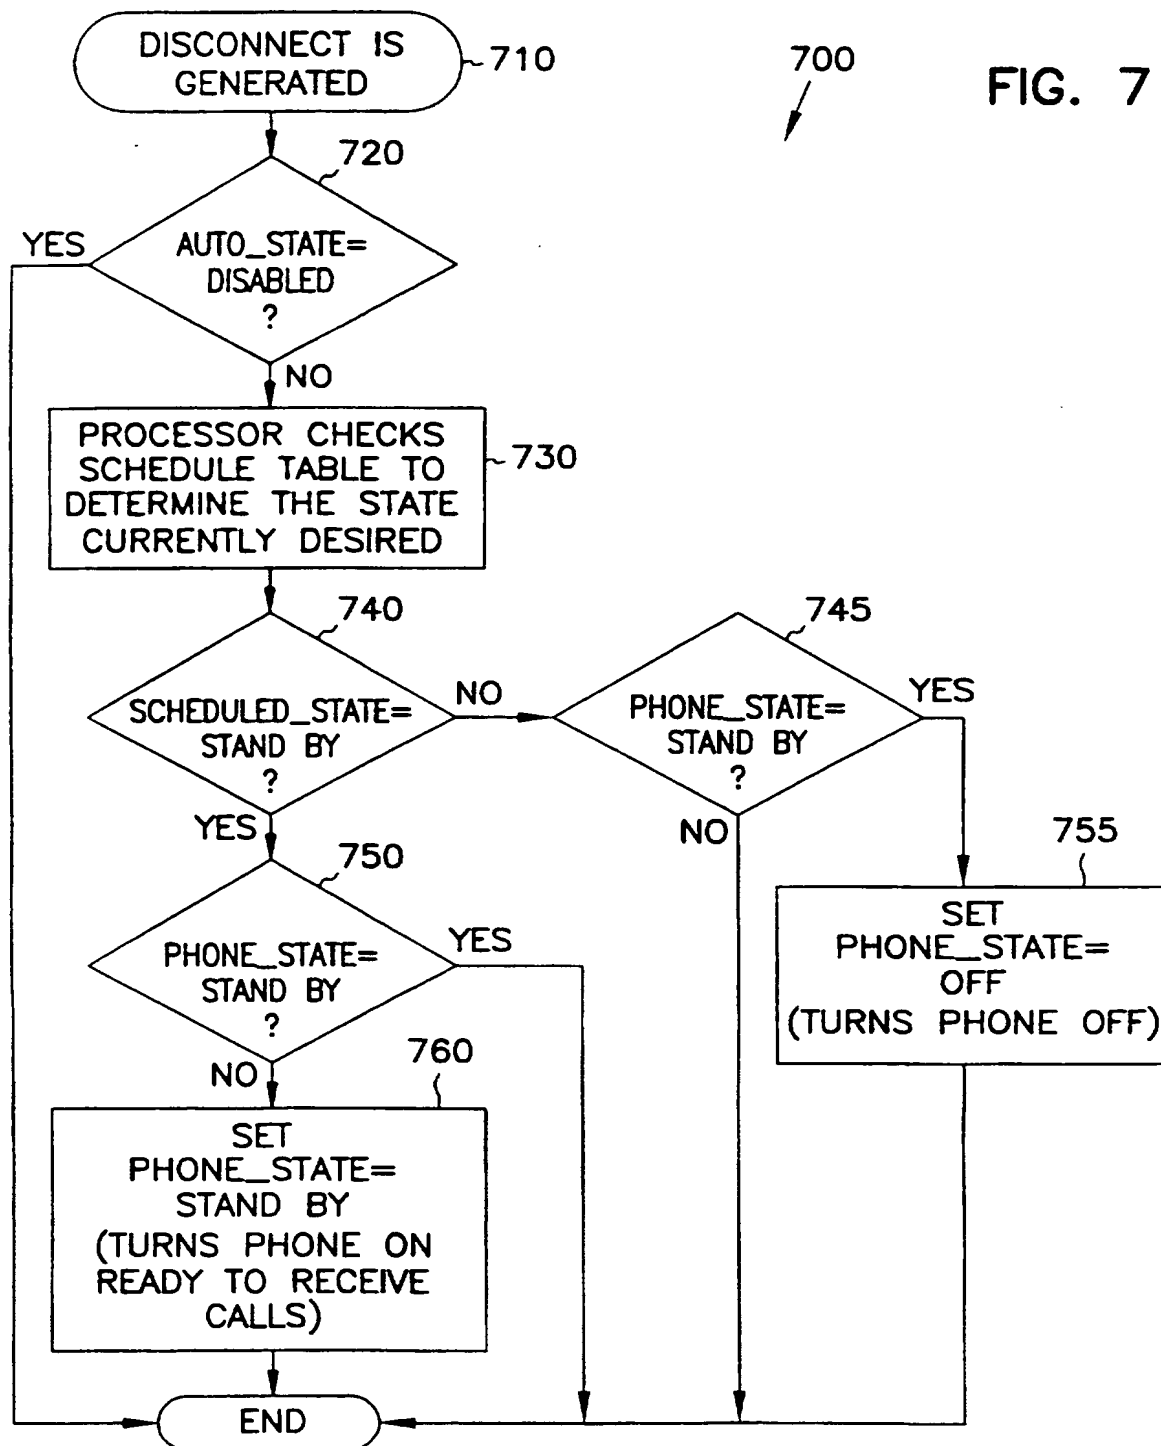 DISCONNECT IS
GENERATED
710
700
FIG. 7
720
YES
AUTO_STATE=
DISABLED
?
NO
PROCESSOR CHECKS
SCHEDULE TABLE TO
DETERMINE THE STATE
CURRENTLY DESIRED
730
740
SCHEDULED_STATE=
STAND BY
?
NO
YES
745
PHONE_STATE=
STAND BY
?
YES
NO
750
PHONE_STATE=
STAND BY
?
YES
NO
755
SET
PHONE_STATE=
OFF
(TURNS PHONE OFF)
760
SET
PHONE_STATE=
STAND BY
(TURNS PHONE ON
READY TO RECEIVE
CALLS)
END